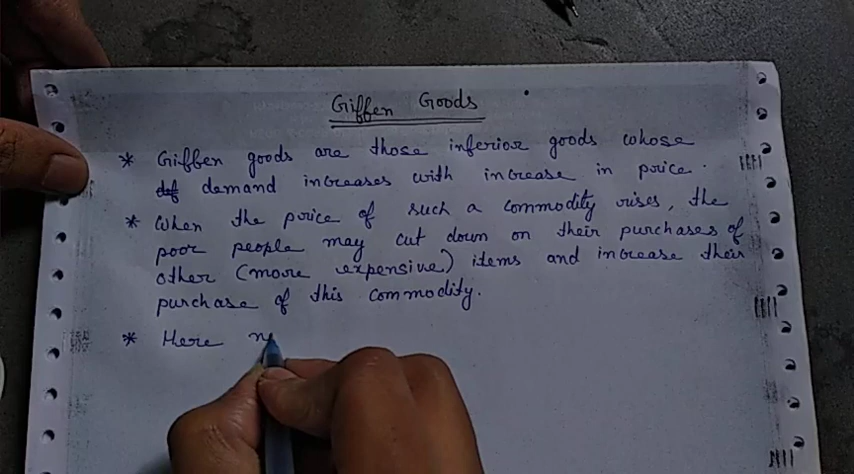 Giffen Goods
* Giffen goods are those inferior goods whose
demand increases with increase in price.
* When the price of such a commodity rises, the
poor people may cut down on their purchases of
other (more expensive) items and increase their
purchase of this commodity.
* Here